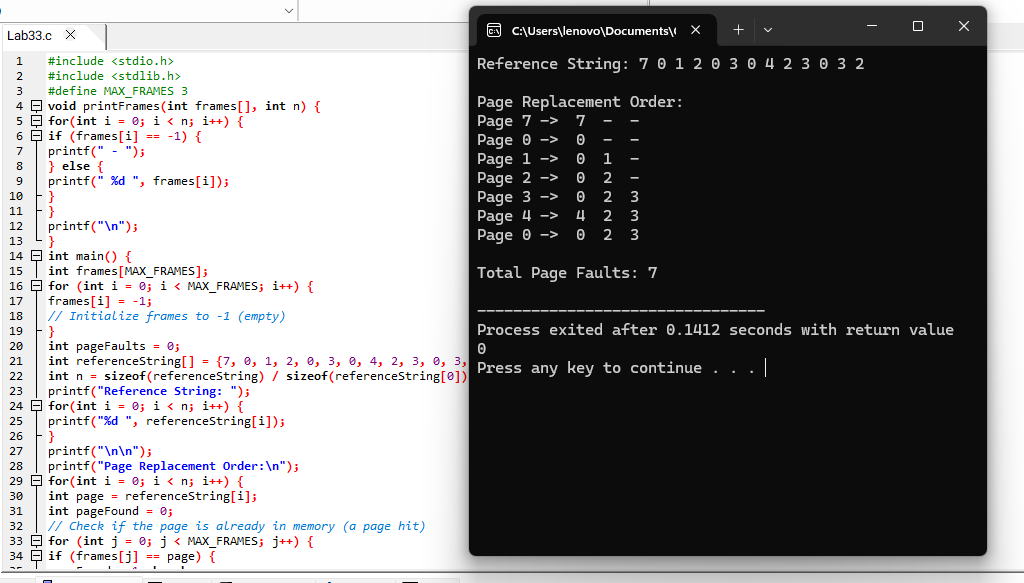 Lab33.c
1 #include <stdio.h>
2 #include <stdlib.h>
3 #define MAX_FRAMES 3
4 void printFrames(int frames[], int n) {
5 for(int i = 0; i < n; i++) {
6 if (frames[i] == -1) {
7 printf(" - ");
8 } else {
9 printf(" %d ", frames[i]);
10 }
11 }
12 printf("\n");
13 }
14 int main() {
15 int frames[MAX_FRAMES];
16 for (int i = 0; i < MAX_FRAMES; i++) {
17 frames[i] = -1;
18 // Initialize frames to -1 (empty)
19 }
20 int pageFaults = 0;
21 int referenceString[] = {7, 0, 1, 2, 0, 3, 0, 4, 2, 3, 0, 3,
22 int n = sizeof(referenceString) / sizeof(referenceString[0])
23 printf("Reference String: ");
24 for(int i = 0; i < n; i++) {
25 printf("%d ", referenceString[i]);
26 }
27 printf("\n\n");
28 printf("Page Replacement Order:\n");
29 for(int i = 0; i < n; i++) {
30 int page = referenceString[i];
31 int pageFound = 0;
32 // Check if the page is already in memory (a page hit)
33 for (int j = 0; j < MAX_FRAMES; j++) {
34 if (frames[j] == page) {
C:\Users\lenovo\Documents\(
Reference String: 7 0 1 2 0 3 0 4 2 3 0 3 2
Page Replacement Order:
Page 7 -> 7 - -
Page 0 -> 0 - -
Page 1 -> 0 1 -
Page 2 -> 0 2 -
Page 3 -> 0 2 3
Page 4 -> 4 2 3
Page 0 -> 0 2 3
Total Page Faults: 7
--------------------------------
Process exited after 0.1412 seconds with return value
0
Press any key to continue . . .